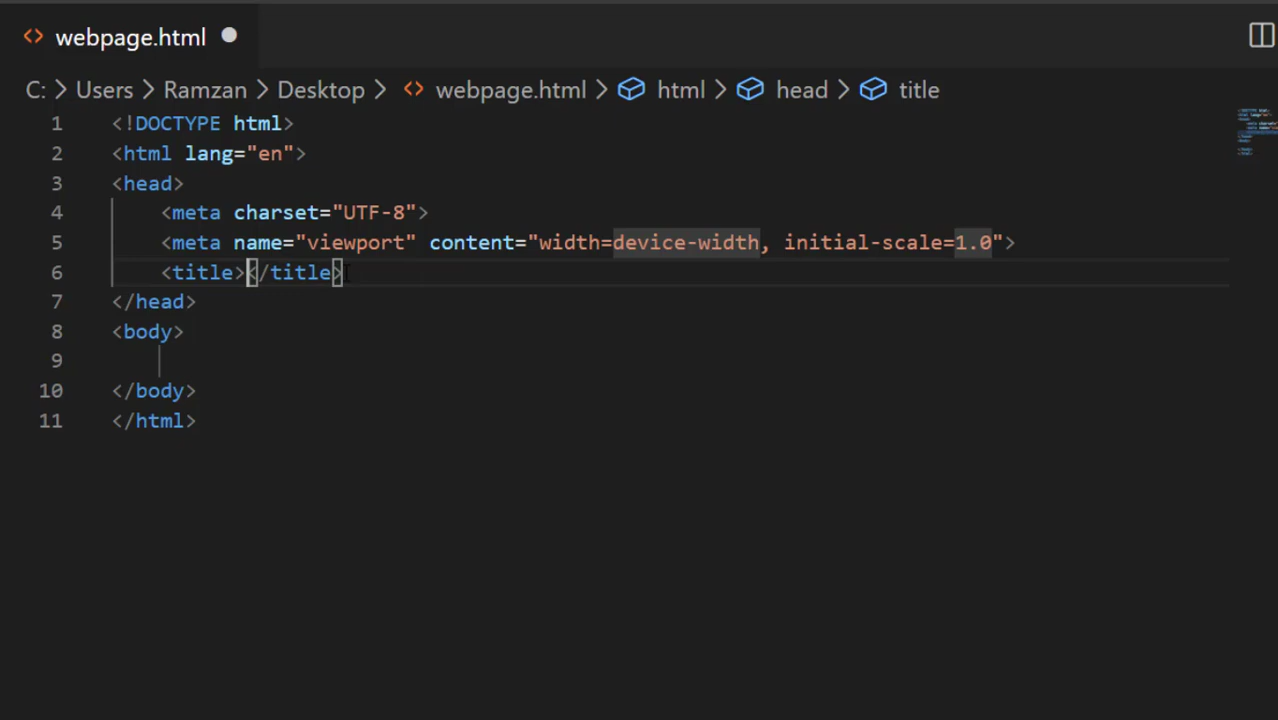 webpage.html
C: > Users > Ramzan > Desktop > webpage.html > html > head > title
1 <!DOCTYPE html>
2 <html lang="en">
3 <head>
4 <meta charset="UTF-8">
5 <meta name="viewport" content="width=device-width, initial-scale=1.0">
6 <title></title>
7 </head>
8 <body>
9
10 </body>
11 </html>